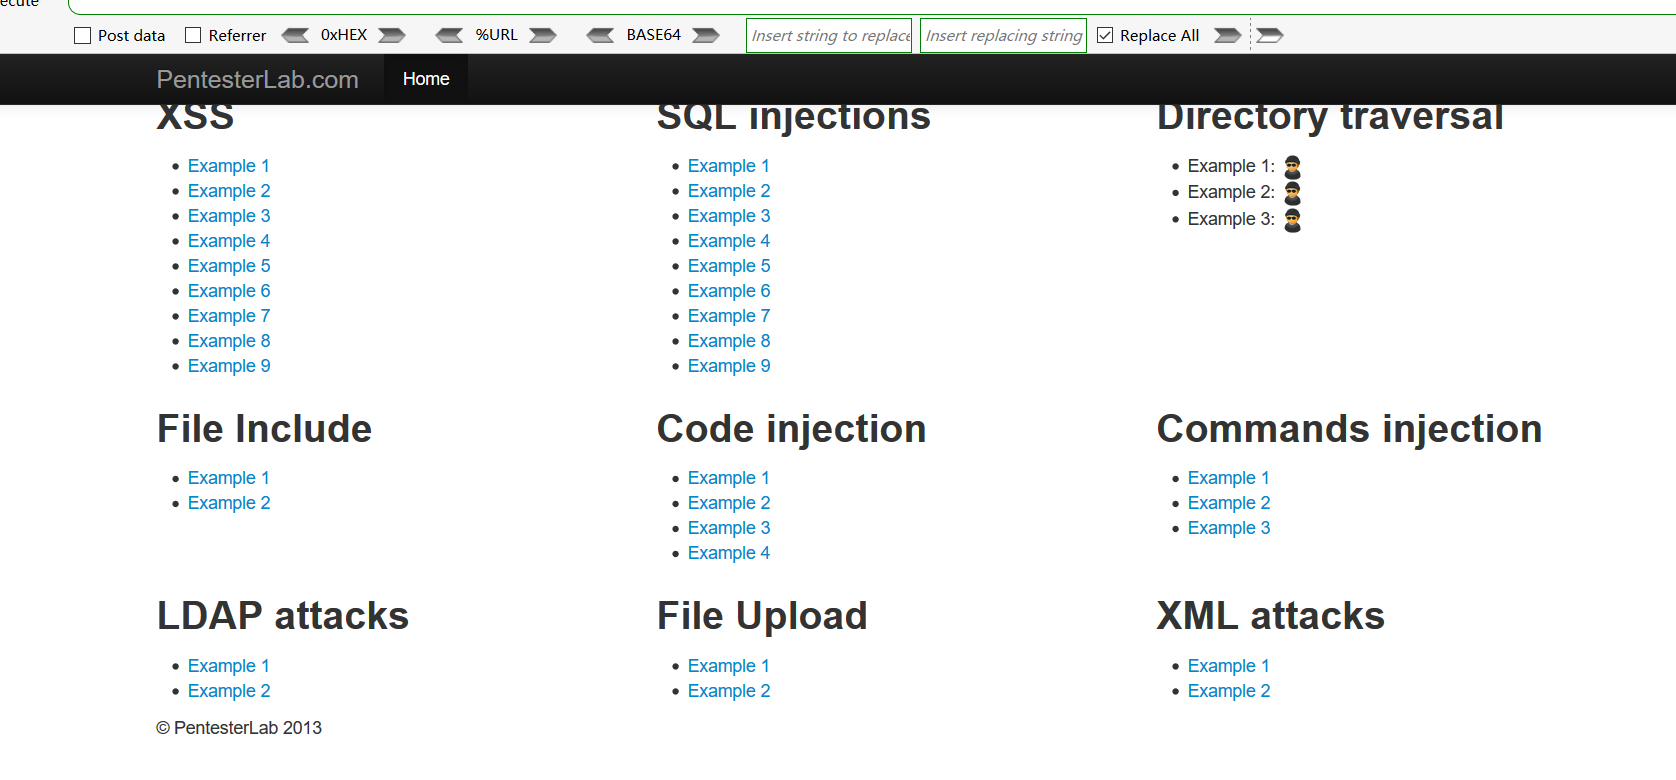 ecute
Post data Referrer 0xHEX %URL BASE64 Insert string to replace Insert replacing string Replace All
PentesterLab.com Home
XSS
Example 1
Example 2
Example 3
Example 4
Example 5
Example 6
Example 7
Example 8
Example 9
SQL injections
Example 1
Example 2
Example 3
Example 4
Example 5
Example 6
Example 7
Example 8
Example 9
Directory traversal
Example 1:
Example 2:
Example 3:
File Include
Example 1
Example 2
Code injection
Example 1
Example 2
Example 3
Example 4
Commands injection
Example 1
Example 2
Example 3
LDAP attacks
Example 1
Example 2
File Upload
Example 1
Example 2
XML attacks
Example 1
Example 2
© PentesterLab 2013